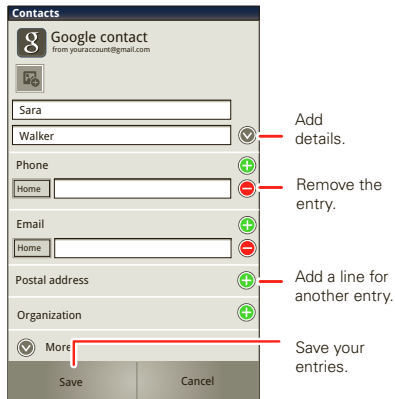 Contacts
8
Google contact
from youraccount@gmail.com
Sara
Walker
Add
details.
Phone
Home
Remove the
entry.
Email
Home
Postal address
Add a line for
another entry.
Organization
More
Save your
entries.
Save
Cancel